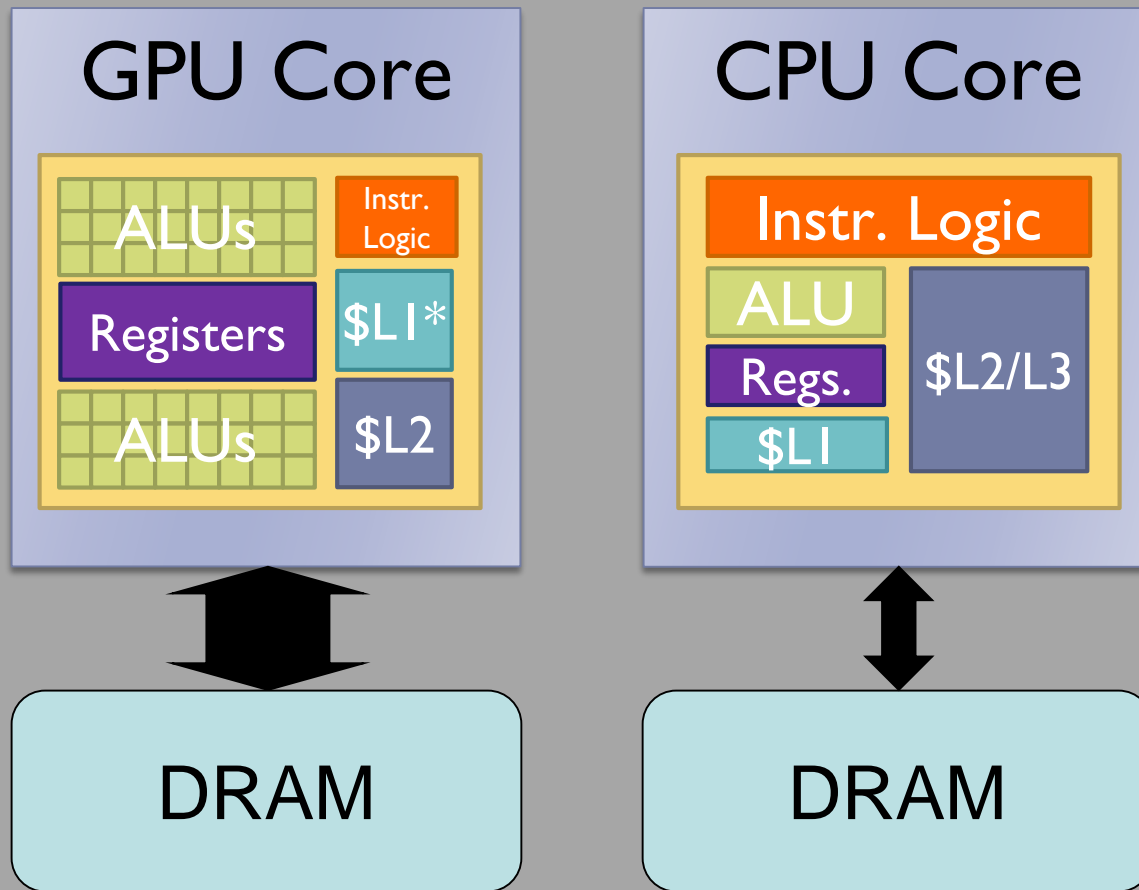 GPU Core
ALUs
Instr.
Logic
Registers
$L1*
ALUs
$L2
DRAM
CPU Core
Instr. Logic
ALU
Regs.
$L1
$L2/L3
DRAM